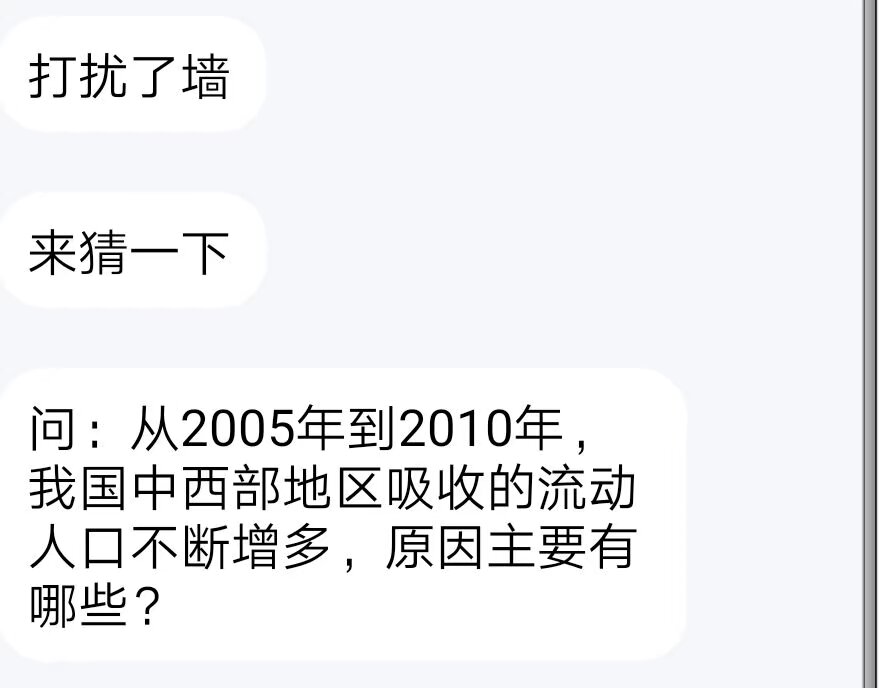 打扰了墙
来猜一下
问：从2005年到2010年，
我国中西部地区吸收的流动
人口不断增多，原因主要有
哪些？